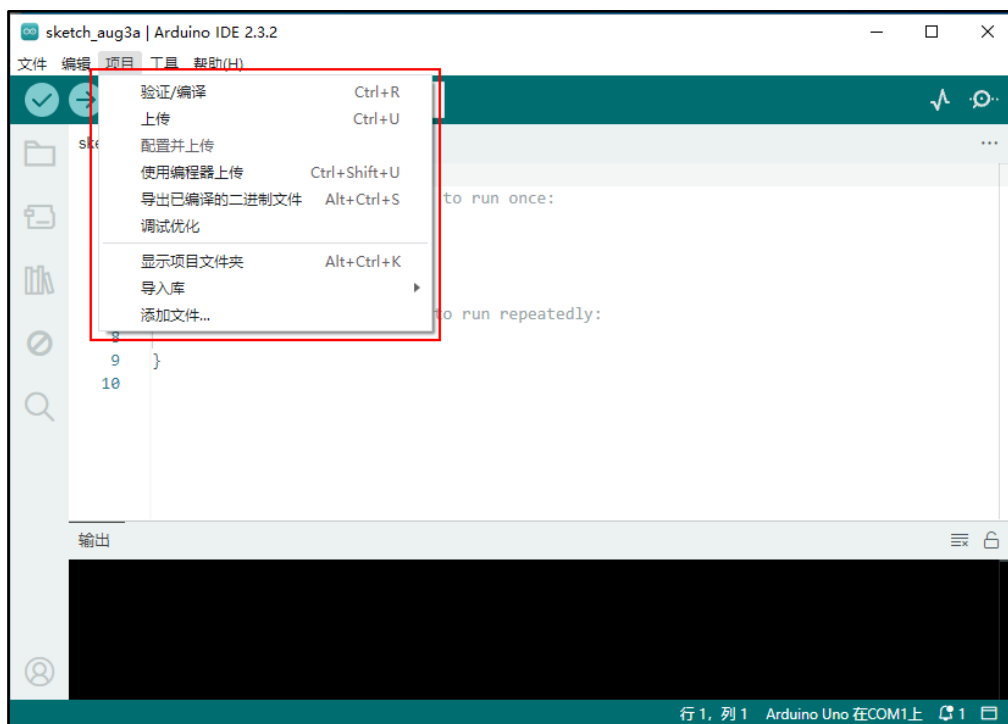 sketch_aug3a | Arduino IDE 2.3.2
文件 编辑 项目 工具 帮助(H)
验证/编译 Ctrl+R
上传 Ctrl+U
配置并上传
使用编程器上传 Ctrl+Shift+U
导出已编译的二进制文件 Alt+Ctrl+S
调试优化
显示项目文件夹 Alt+Ctrl+K
导入库
添加文件...
ske
to run once:
to run repeatedly:
8
9 }
10
输出
行 1, 列 1 Arduino Uno 在COM1上 1